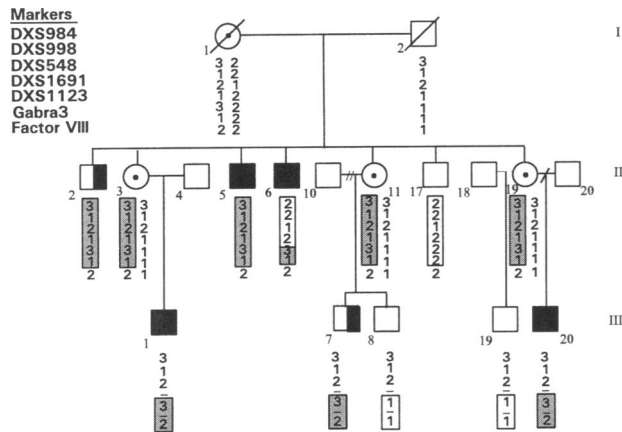 Markers
DXS984
DXS998
DXS548
DXS1691
DXS1123
Gabra3
Factor VIII
I
1 2
3 2 3
1 2 1
2 1 2
1 2 1
3 2 1
1 2 1
2 2 1
II
2 3 4 5 6 10 11 17 18 19 20
3 3 3 3 2 3 3 2 3 3
1 1 1 1 2 1 1 2 1 1
2 2 2 2 1 2 2 1 2 2
1 1 1 1 2 1 1 2 1 1
3 3 1 3 3 3 1 2 3 1
1 1 1 1 1 1 1 2 1 1
2 2 1 2 2 2 1 2 2 1
III
1 7 8 19 20
3 3 3 3 3
1 1 1 1 1
2 2 2 2 2
– – – – –
3 3 1 1 3
– – – – –
2 2 1 1 2